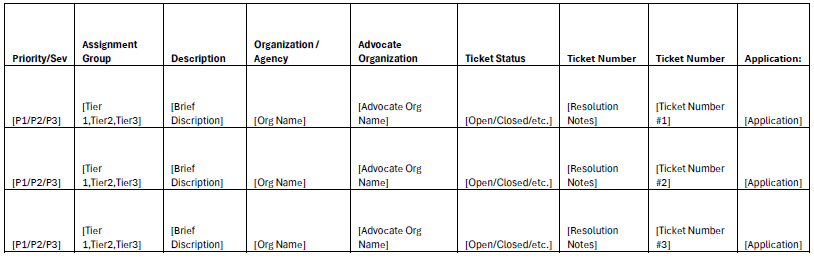 Priority/Sev | Assignment Group | Description | Organization / Agency | Advocate Organization | Ticket Status | Ticket Number | Ticket Number | Application:
[P1/P2/P3] | [Tier 1,Tier2,Tier3] | [Brief Discription] | [Org Name] | [Advocate Org Name] | [Open/Closed/etc.] | [Resolution Notes] | [Ticket Number #1] | [Application]
[P1/P2/P3] | [Tier 1,Tier2,Tier3] | [Brief Discription] | [Org Name] | [Advocate Org Name] | [Open/Closed/etc.] | [Resolution Notes] | [Ticket Number #2] | [Application]
[P1/P2/P3] | [Tier 1,Tier2,Tier3] | [Brief Discription] | [Org Name] | [Advocate Org Name] | [Open/Closed/etc.] | [Resolution Notes] | [Ticket Number #3] | [Application]